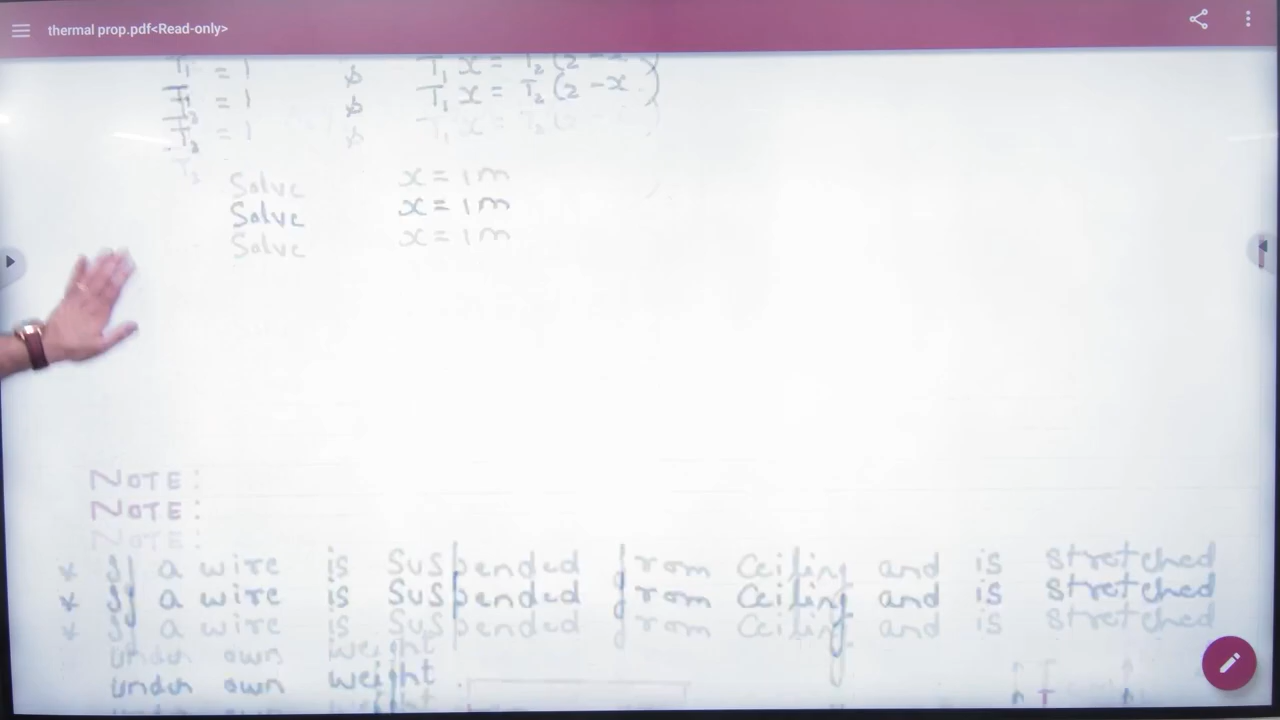 thermal prop.pdf<Read-only>
T₁ x = T₂ (2 - x)
= 1
Solve x = 1m
NOTE :
* if a wire is Suspended from Ceiling and is stretched
under own weight